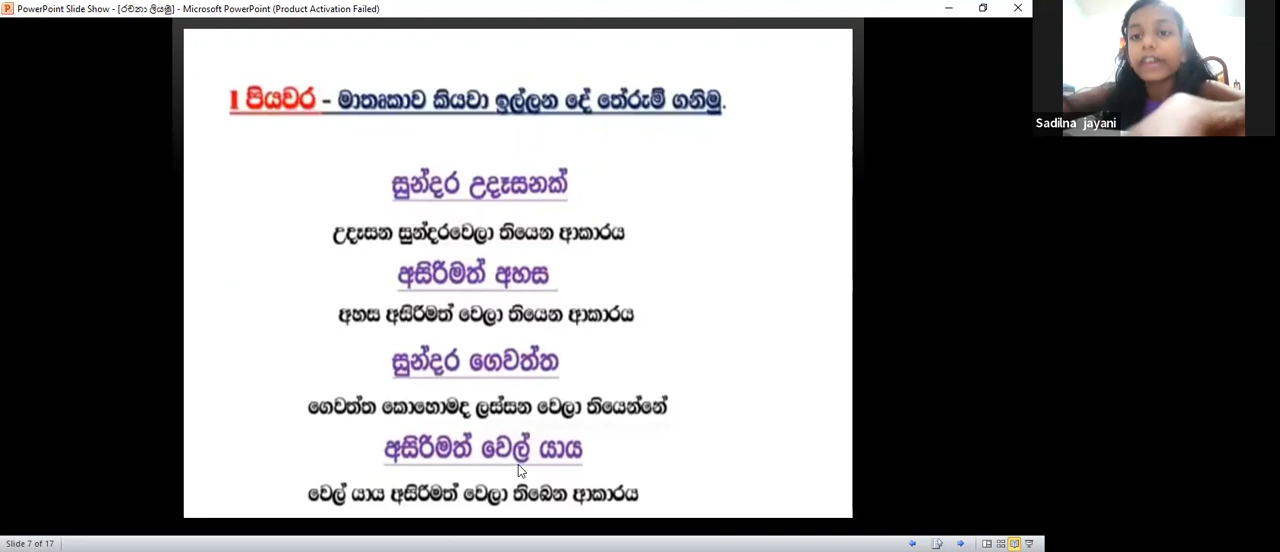 PowerPoint Slide Show - [රචනා ලියමු] - Microsoft PowerPoint (Product Activation Failed)
1 පියවර - මාතෘකාව කියවා ඉල්ලන දේ තේරුම් ගනිමු.
සුන්දර උදෑසනක්
උදෑසන සුන්දරවෙලා තියෙන ආකාරය
අසිරිමත් අහස
අහස අසිරිමත් වෙලා තියෙන ආකාරය
සුන්දර ගෙවත්ත
ගෙවත්ත කොහොමද ලස්සන වෙලා තියෙන්නේ
අසිරිමත් වෙල් යාය
වෙල් යාය අසිරිමත් වෙලා තිබෙන ආකාරය
Sadilna jayani
Slide 7 of 17